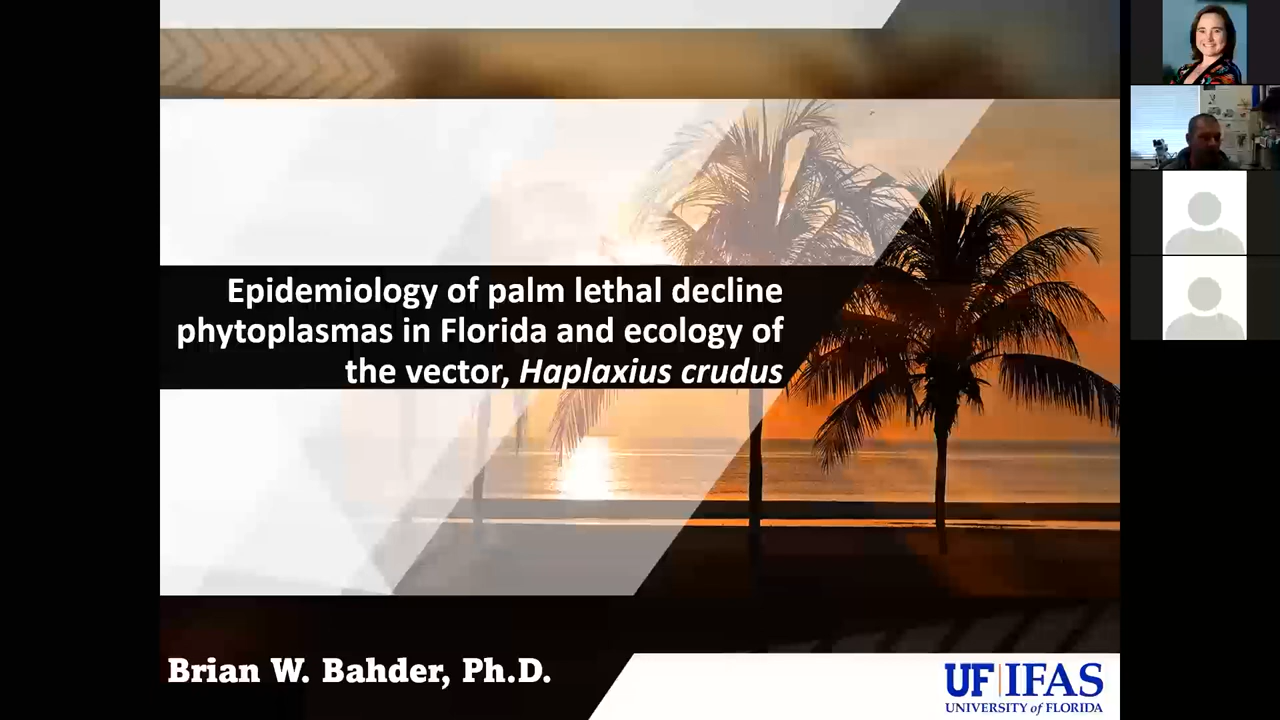 Epidemiology of palm lethal decline
phytoplasmas in Florida and ecology of
the vector, Haplaxius crudus
Brian W. Bahder, Ph.D.
UF|IFAS
UNIVERSITY of FLORIDA